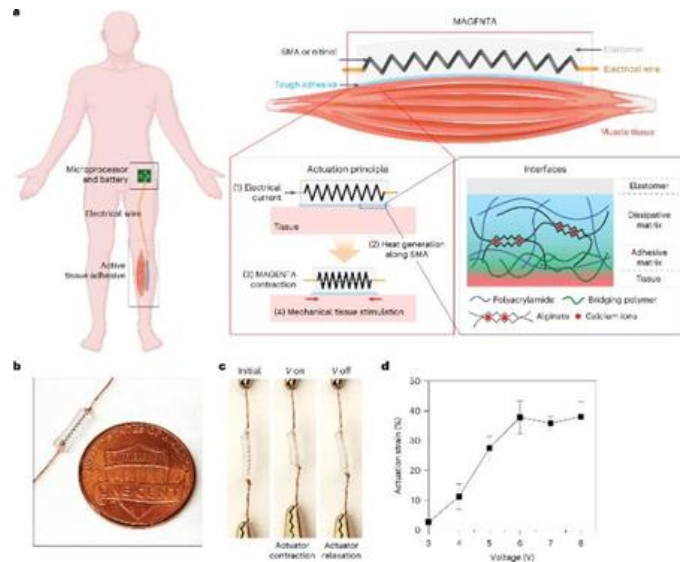 a
MAGENTA
SMA or nitinol
Elastomer
Electrical wire
Tough adhesive
Muscle tissue
Microprocessor
and battery
Electrical wire
Active
tissue adhesive
Actuation principle
(1) Electrical
current
Tissue
(2) Heat generation
along SMA
(3) MAGENTA
contraction
(4) Mechanical tissue stimulation
Interfaces
Elastomer
Dissipative
matrix
Adhesive
matrix
Tissue
Polyacrylamide
Bridging polymer
Alginate
Calcium ions
b
c
Initial
V on
V off
Actuator
contraction
Actuator
relaxation
d
50
40
30
20
10
0
Actuation strain (%)
3
4
5
6
7
8
Voltage (V)